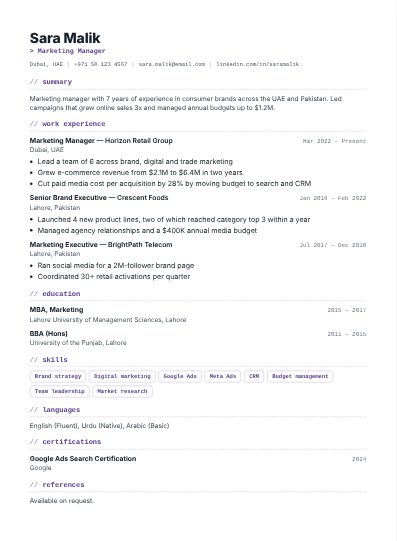 Sara Malik
> Marketing Manager
Dubai, UAE | +971 50 123 4567 | sara.malik@email.com | linkedin.com/in/saramalik
// summary
Marketing manager with 7 years of experience in consumer brands across the UAE and Pakistan. Led
campaigns that grew online sales 3x and managed annual budgets up to $1.2M.
// work experience
Marketing Manager — Horizon Retail Group Mar 2022 – Present
Dubai, UAE
• Lead a team of 6 across brand, digital and trade marketing
• Grew e-commerce revenue from $2.1M to $6.4M in two years
• Cut paid media cost per acquisition by 28% by moving budget to search and CRM
Senior Brand Executive — Crescent Foods Jan 2019 – Feb 2022
Lahore, Pakistan
• Launched 4 new product lines, two of which reached category top 3 within a year
• Managed agency relationships and a $400K annual media budget
Marketing Executive — BrightPath Telecom Jul 2017 – Dec 2018
Lahore, Pakistan
• Ran social media for a 2M-follower brand page
• Coordinated 30+ retail activations per quarter
// education
MBA, Marketing 2015 – 2017
Lahore University of Management Sciences, Lahore
BBA (Hons) 2011 – 2015
University of the Punjab, Lahore
// skills
Brand strategy Digital marketing Google Ads Meta Ads CRM Budget management
Team leadership Market research
// languages
English (Fluent), Urdu (Native), Arabic (Basic)
// certifications
Google Ads Search Certification 2024
Google
// references
Available on request.